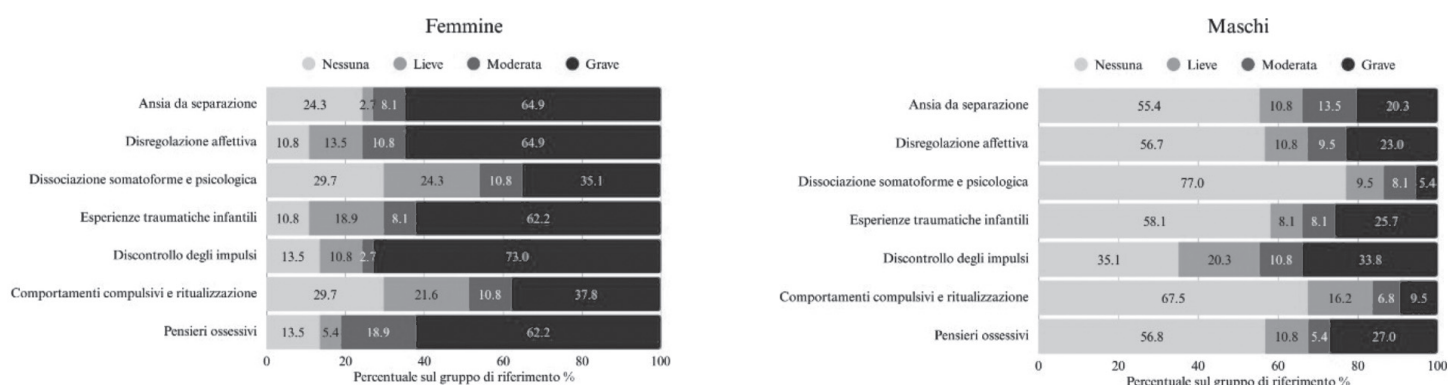 Femmine
Nessuna Lieve Moderata Grave
Ansia da separazione 24.3 2.7 8.1 64.9
Disregolazione affettiva 10.8 13.5 10.8 64.9
Dissociazione somatoforme e psicologica 29.7 24.3 10.8 35.1
Esperienze traumatiche infantili 10.8 18.9 8.1 62.2
Discontrollo degli impulsi 13.5 10.8 2.7 73.0
Comportamenti compulsivi e ritualizzazione 29.7 21.6 10.8 37.8
Pensieri ossessivi 13.5 5.4 18.9 62.2
0 20 40 60 80 100
Percentuale sul gruppo di riferimento %
Maschi
Nessuna Lieve Moderata Grave
Ansia da separazione 55.4 10.8 13.5 20.3
Disregolazione affettiva 56.7 10.8 9.5 23.0
Dissociazione somatoforme e psicologica 77.0 9.5 8.1 5.4
Esperienze traumatiche infantili 58.1 8.1 8.1 25.7
Discontrollo degli impulsi 35.1 20.3 10.8 33.8
Comportamenti compulsivi e ritualizzazione 67.5 16.2 6.8 9.5
Pensieri ossessivi 56.8 10.8 5.4 27.0
0 20 40 60 80 100
Percentuale sul gruppo di riferimento %